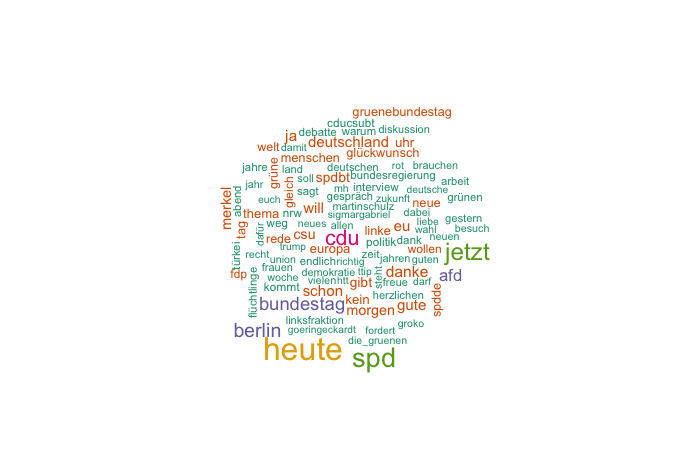 gruenebundestag
cducsubt
debatte warum diskussion
ja deutschland uhr
welt damit glückwunsch
menschen
jahre land deutschen rot brauchen
grüne gleich soll spdbt bundesregierung
jahr sagt mh interview arbeit
abend euch gespräch zukunft deutsche grünen
merkel will martinschulz neue
thema nrw sigmargabriel dabei gestern
tag dafür weg neues allen linke eu liebe wahl besuch
rede csu cdu politik dank neuen
türkei recht trump europa wollen jetzt
union endlich richtig zeit jahren guten
fdp frauen demokratie ttip steht danke afd
woche vielen htt gibt freue darf
flüchtlinge kommt schon herzlichen spdde
bundestag kein
morgen gute
linksfraktion
berlin goeringeckardt fordert groko
die_gruenen
heute spd